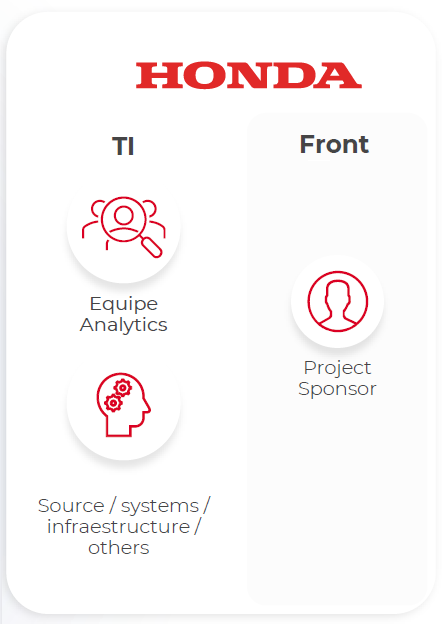 HONDA
TI
Equipe
Analytics
Source / systems /
infraestructure /
others
Front
Project
Sponsor